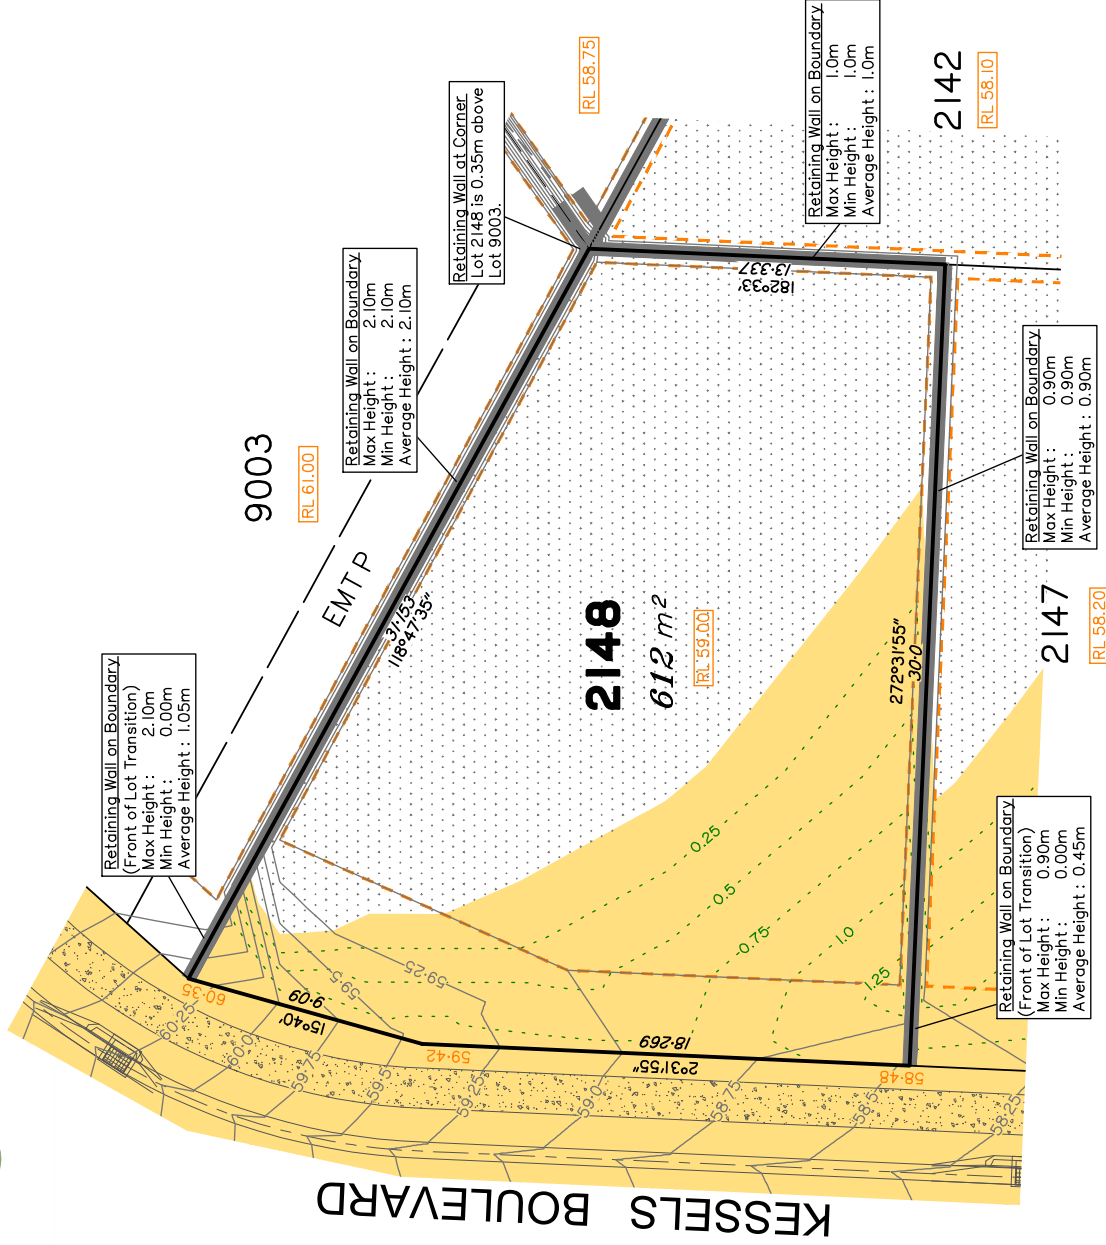 RL 58.75
2142
RL 58.10
Retaining Wall on Boundary
Max Height : 1.0m
Min Height : 1.0m
Average Height : 1.0m
Retaining Wall at Corner
Lot 2148 is 0.35m above
Lot 9003.
Retaining Wall on Boundary
Max Height : 2.10m
Min Height : 2.10m
Average Height : 2.10m
9003
RL 61.00
EMT P
31·153
118°47'35"
13·337
182°33'
Retaining Wall on Boundary
Max Height : 0.90m
Min Height : 0.90m
Average Height : 0.90m
2148
612 m²
RL 59.00
272°31'55"
30·0
2147
RL 58.20
Retaining Wall on Boundary
(Front of Lot Transition)
Max Height : 2.10m
Min Height : 0.00m
Average Height : 1.05m
0.25
0.5
0.75
1.0
1.25
Retaining Wall on Boundary
(Front of Lot Transition)
Max Height : 0.90m
Min Height : 0.00m
Average Height : 0.45m
60·35
9·09
15°40'
59·5
59·25
59·42
18·269
2°31'55"
58·48
60·25
60·0
59·75
59·5
59·25
59·0
58·75
58·5
58·25
KESSELS BOULEVARD